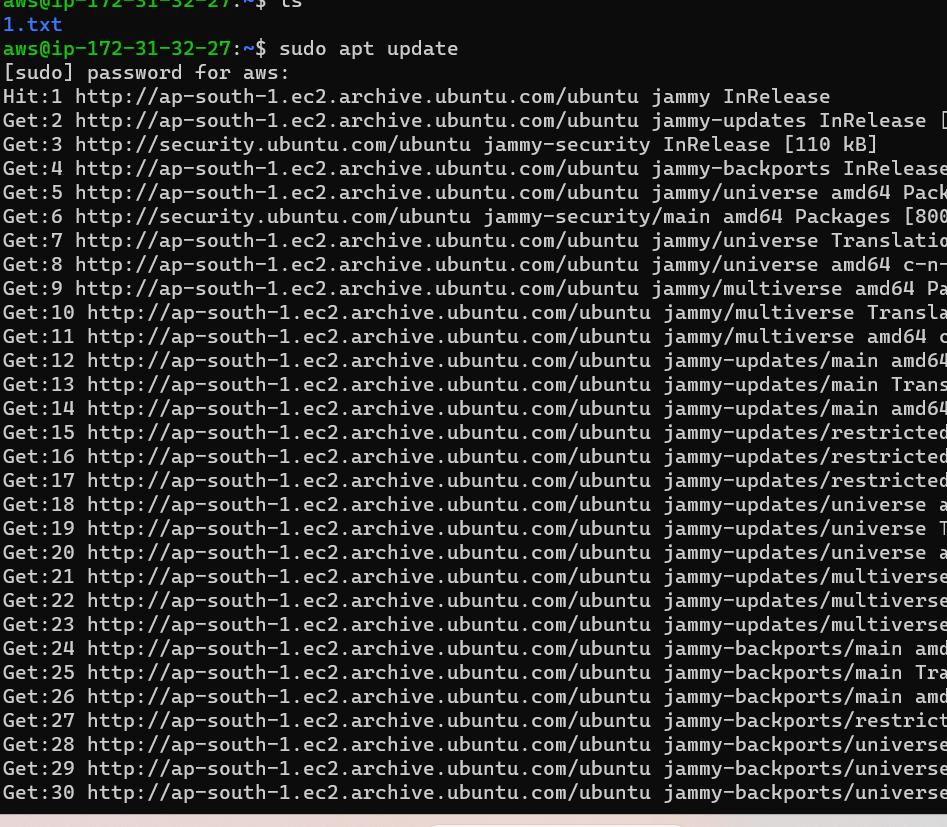 aws@ip-172-31-32-27:~$ ls
1.txt
aws@ip-172-31-32-27:~$ sudo apt update
[sudo] password for aws:
Hit:1 http://ap-south-1.ec2.archive.ubuntu.com/ubuntu jammy InRelease
Get:2 http://ap-south-1.ec2.archive.ubuntu.com/ubuntu jammy-updates InRelease [
Get:3 http://security.ubuntu.com/ubuntu jammy-security InRelease [110 kB]
Get:4 http://ap-south-1.ec2.archive.ubuntu.com/ubuntu jammy-backports InRelease
Get:5 http://ap-south-1.ec2.archive.ubuntu.com/ubuntu jammy/universe amd64 Pack
Get:6 http://security.ubuntu.com/ubuntu jammy-security/main amd64 Packages [800
Get:7 http://ap-south-1.ec2.archive.ubuntu.com/ubuntu jammy/universe Translatio
Get:8 http://ap-south-1.ec2.archive.ubuntu.com/ubuntu jammy/universe amd64 c-n-
Get:9 http://ap-south-1.ec2.archive.ubuntu.com/ubuntu jammy/multiverse amd64 Pa
Get:10 http://ap-south-1.ec2.archive.ubuntu.com/ubuntu jammy/multiverse Transla
Get:11 http://ap-south-1.ec2.archive.ubuntu.com/ubuntu jammy/multiverse amd64 c
Get:12 http://ap-south-1.ec2.archive.ubuntu.com/ubuntu jammy-updates/main amd64
Get:13 http://ap-south-1.ec2.archive.ubuntu.com/ubuntu jammy-updates/main Trans
Get:14 http://ap-south-1.ec2.archive.ubuntu.com/ubuntu jammy-updates/main amd64
Get:15 http://ap-south-1.ec2.archive.ubuntu.com/ubuntu jammy-updates/restricted
Get:16 http://ap-south-1.ec2.archive.ubuntu.com/ubuntu jammy-updates/restricted
Get:17 http://ap-south-1.ec2.archive.ubuntu.com/ubuntu jammy-updates/restricted
Get:18 http://ap-south-1.ec2.archive.ubuntu.com/ubuntu jammy-updates/universe a
Get:19 http://ap-south-1.ec2.archive.ubuntu.com/ubuntu jammy-updates/universe T
Get:20 http://ap-south-1.ec2.archive.ubuntu.com/ubuntu jammy-updates/universe a
Get:21 http://ap-south-1.ec2.archive.ubuntu.com/ubuntu jammy-updates/multiverse
Get:22 http://ap-south-1.ec2.archive.ubuntu.com/ubuntu jammy-updates/multiverse
Get:23 http://ap-south-1.ec2.archive.ubuntu.com/ubuntu jammy-updates/multiverse
Get:24 http://ap-south-1.ec2.archive.ubuntu.com/ubuntu jammy-backports/main amd
Get:25 http://ap-south-1.ec2.archive.ubuntu.com/ubuntu jammy-backports/main Tra
Get:26 http://ap-south-1.ec2.archive.ubuntu.com/ubuntu jammy-backports/main amd
Get:27 http://ap-south-1.ec2.archive.ubuntu.com/ubuntu jammy-backports/restrict
Get:28 http://ap-south-1.ec2.archive.ubuntu.com/ubuntu jammy-backports/universe
Get:29 http://ap-south-1.ec2.archive.ubuntu.com/ubuntu jammy-backports/universe
Get:30 http://ap-south-1.ec2.archive.ubuntu.com/ubuntu jammy-backports/universe